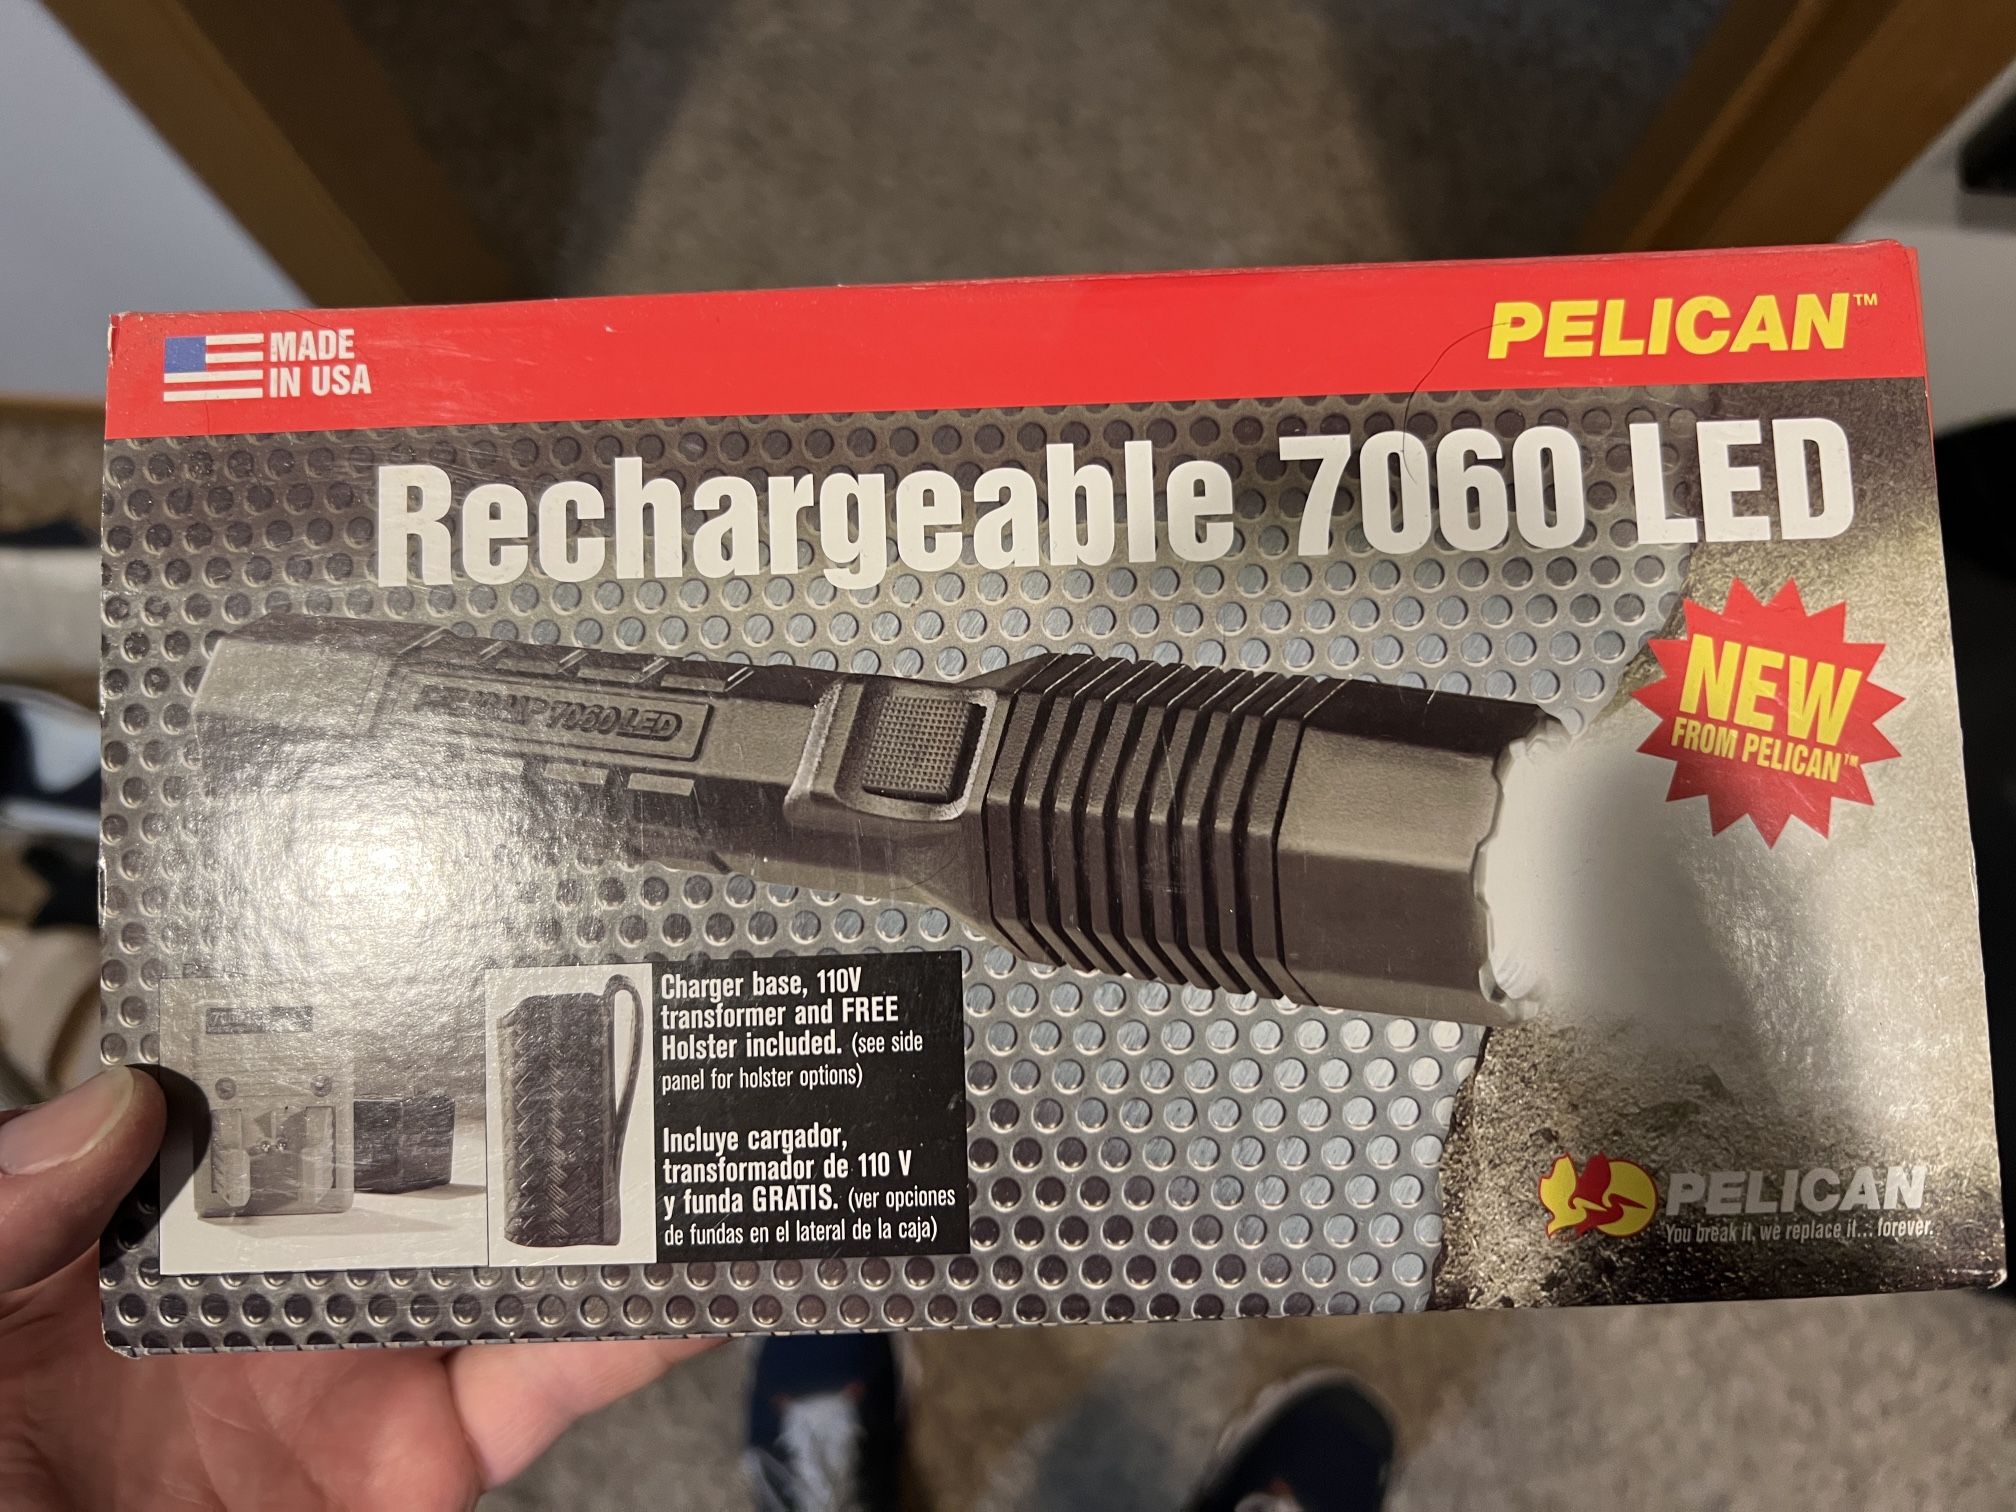 MADE
IN USA
PELICAN™
Rechargeable 7060 LED
7060 LED
NEW
FROM PELICAN™
Charger base, 110V
transformer and FREE
Holster included. (see side
panel for holster options)
Incluye cargador,
transformador de 110 V
y funda GRATIS. (ver opciones
de fundas en el lateral de la caja)
PELICAN
You break it, we replace it... forever.